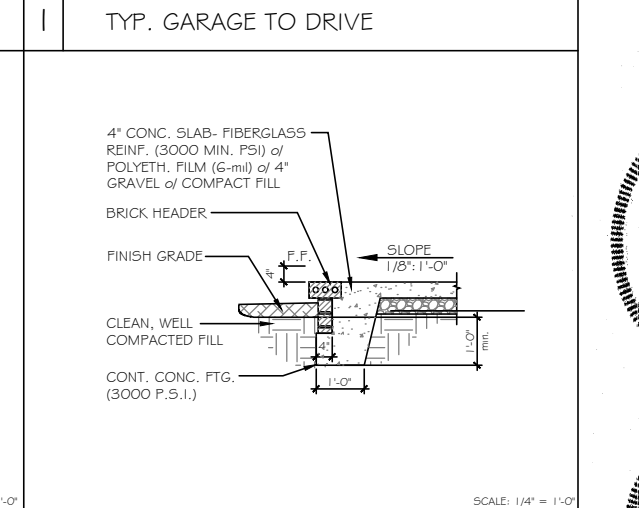 1 TYP. GARAGE TO DRIVE
4" CONC. SLAB- FIBERGLASS
REINF. (3000 MIN. PSI) o/
POLYETH. FILM (6-mil) o/ 4"
GRAVEL o/ COMPACT FILL
BRICK HEADER
FINISH GRADE
F.F.
4"
SLOPE
1/8":1'-0"
CLEAN, WELL
COMPACTED FILL
4"
1'-0"
min.
CONT. CONC. FTG.
(3000 P.S.I.)
1'-0"
'-0"
SCALE: 1/4" = 1'-0"